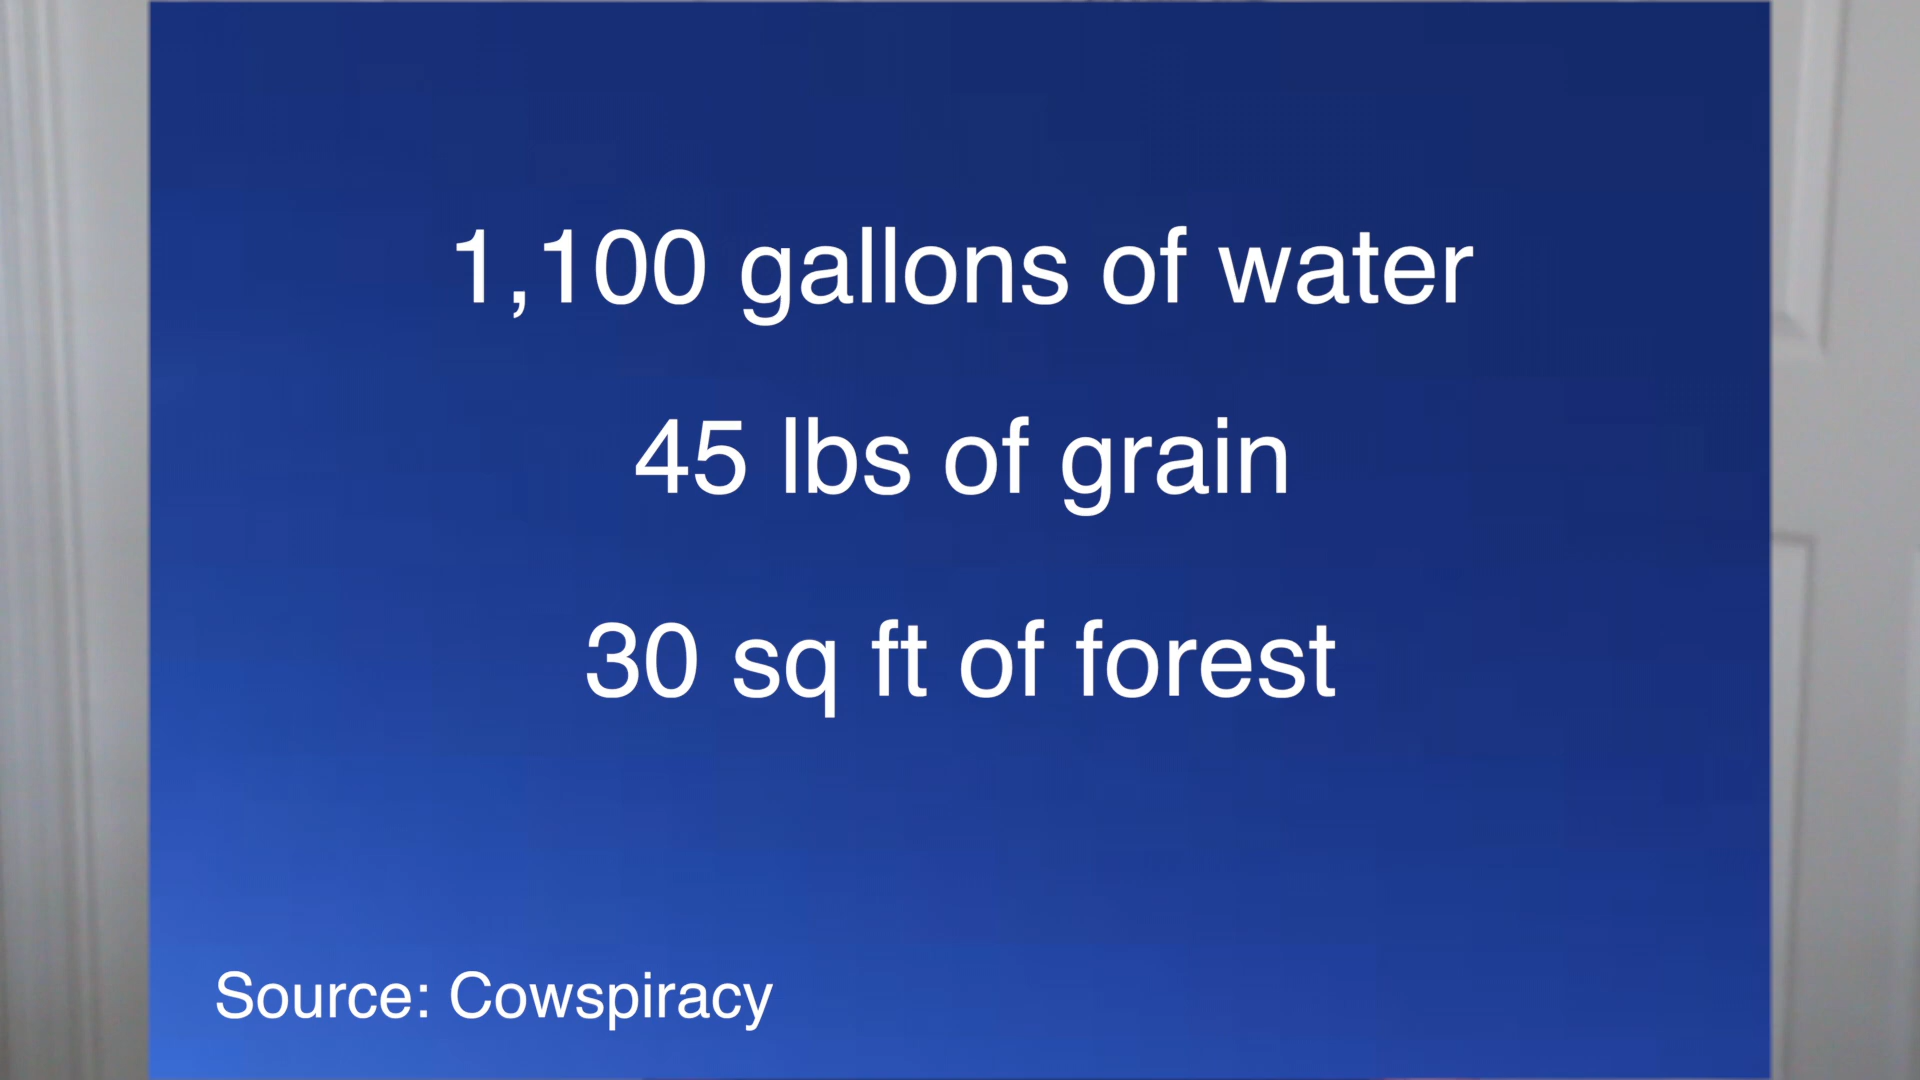 1,100 gallons of water
45 lbs of grain
30 sq ft of forest
Source: Cowspiracy